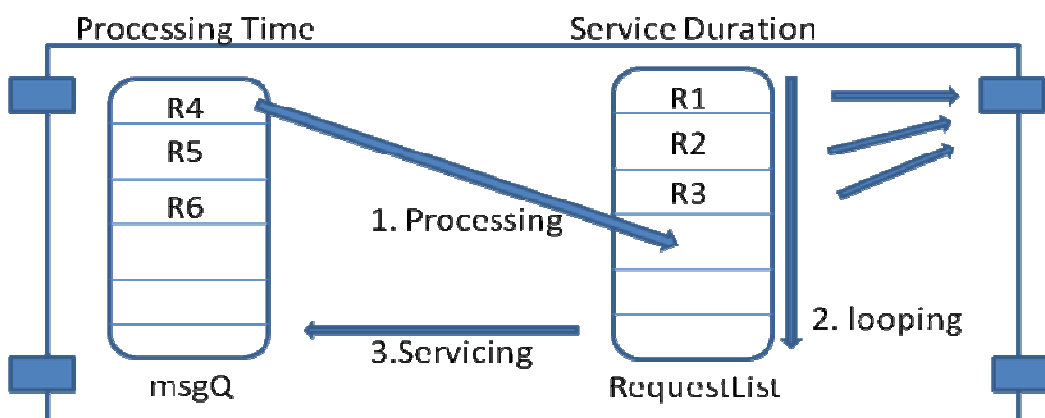 Processing Time
Service Duration
R4
R5
R6
R1
R2
R3
1. Processing
2. looping
3.Servicing
msgQ
RequestList